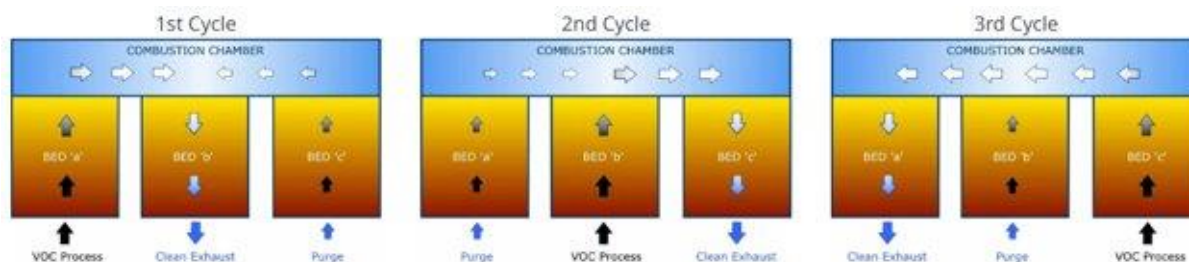 1st Cycle
COMBUSTION CHAMBER
BED 'a' BED 'b' BED 'c'
VOC Process Clean Exhaust Purge
2nd Cycle
COMBUSTION CHAMBER
BED 'a' BED 'b' BED 'c'
Purge VOC Process Clean Exhaust
3rd Cycle
COMBUSTION CHAMBER
BED 'a' BED 'b' BED 'c'
Clean Exhaust Purge VOC Process